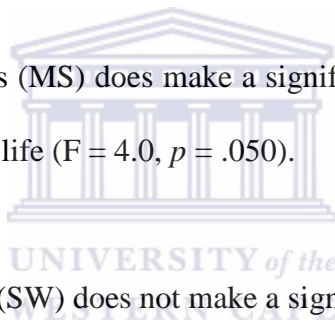 s (MS) does make a signif
life (F = 4.0, p = .050).
UNIVERSITY of the
(SW) does not make a sign